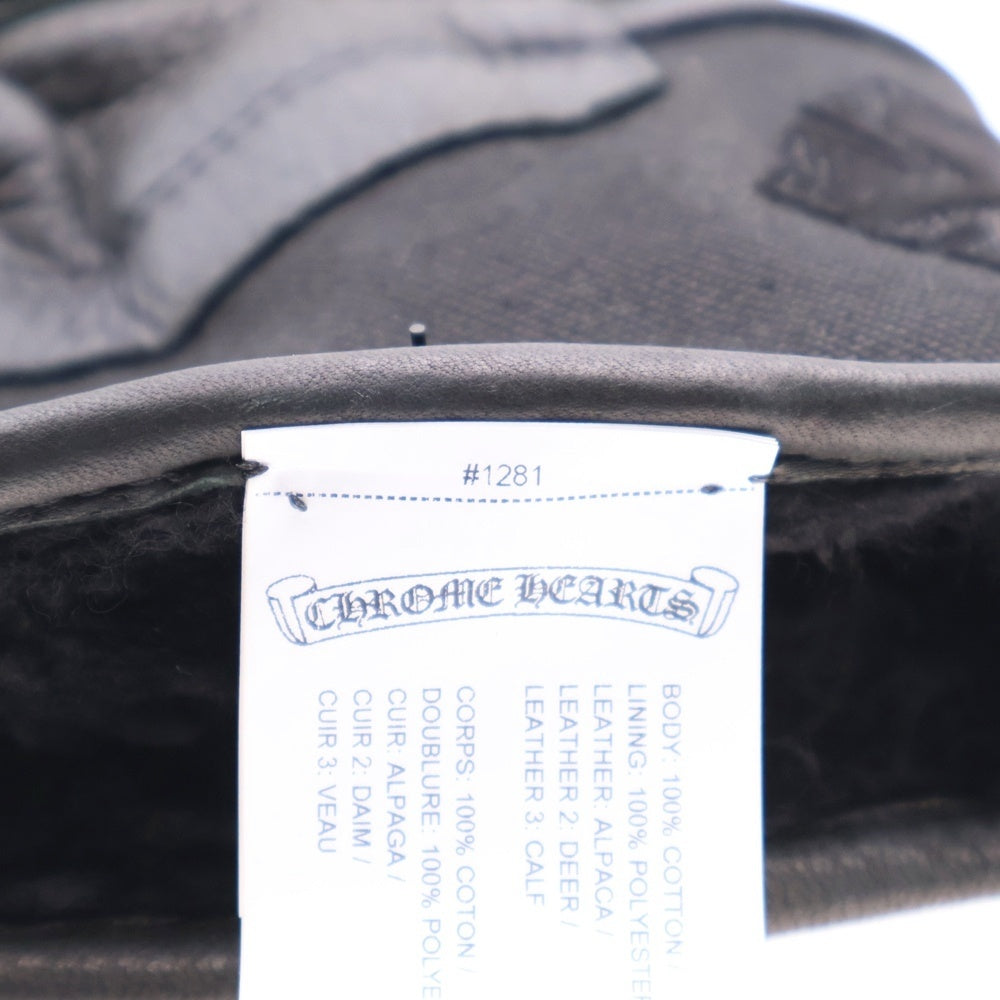 #1281
CHROME HEARTS
BODY: 100% COTTON /
LINING: 100% POLYESTER
LEATHER: ALPACA /
LEATHER 2: DEER /
LEATHER 3: CALF
CORPS: 100% COTON /
DOUBLURE: 100% POLYE
CUIR: ALPAGA /
CUIR 2: DAIM /
CUIR 3: VEAU